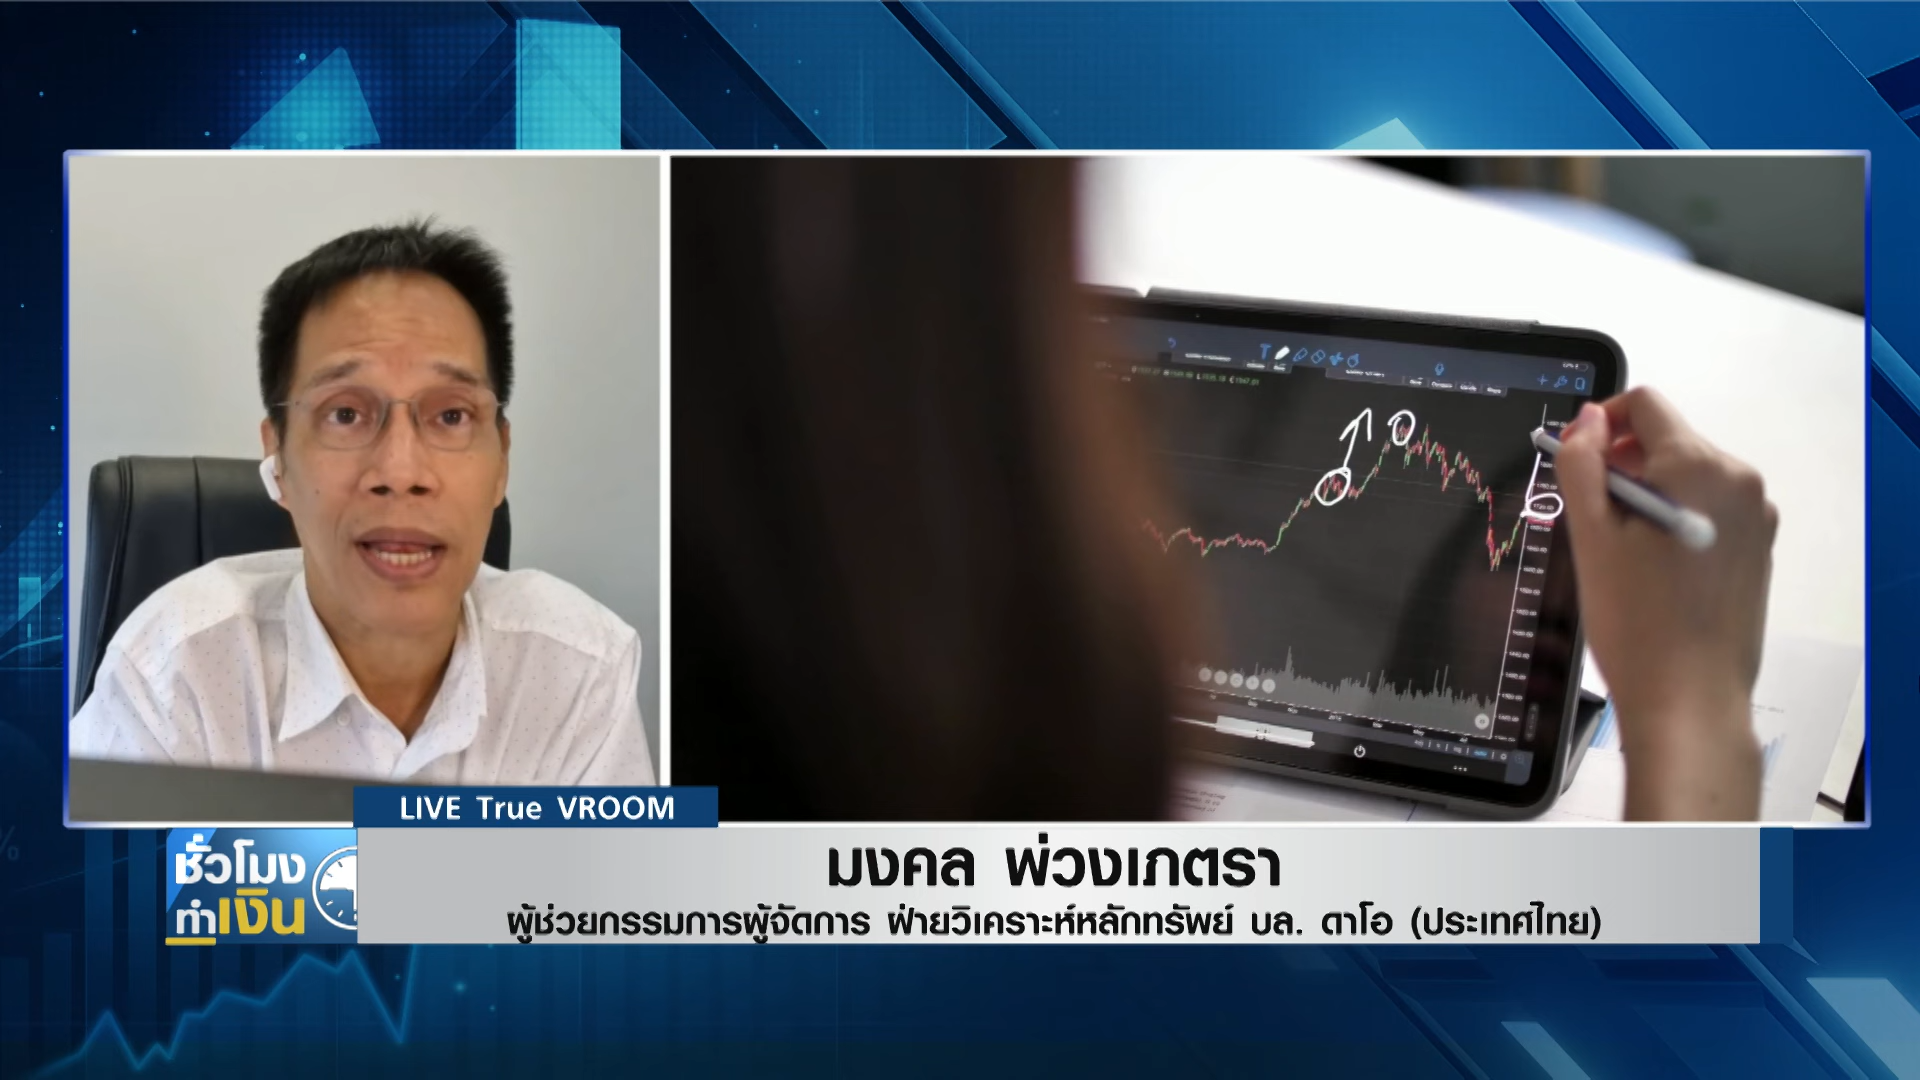 LIVE True VROOM
ชั่วโมง
ทำเงิน
มงคล พ่วงเภตรา
ผู้ช่วยกรรมการผู้จัดการ ฝ่ายวิเคราะห์หลักทรัพย์ บล. ดาโอ (ประเทศไทย)